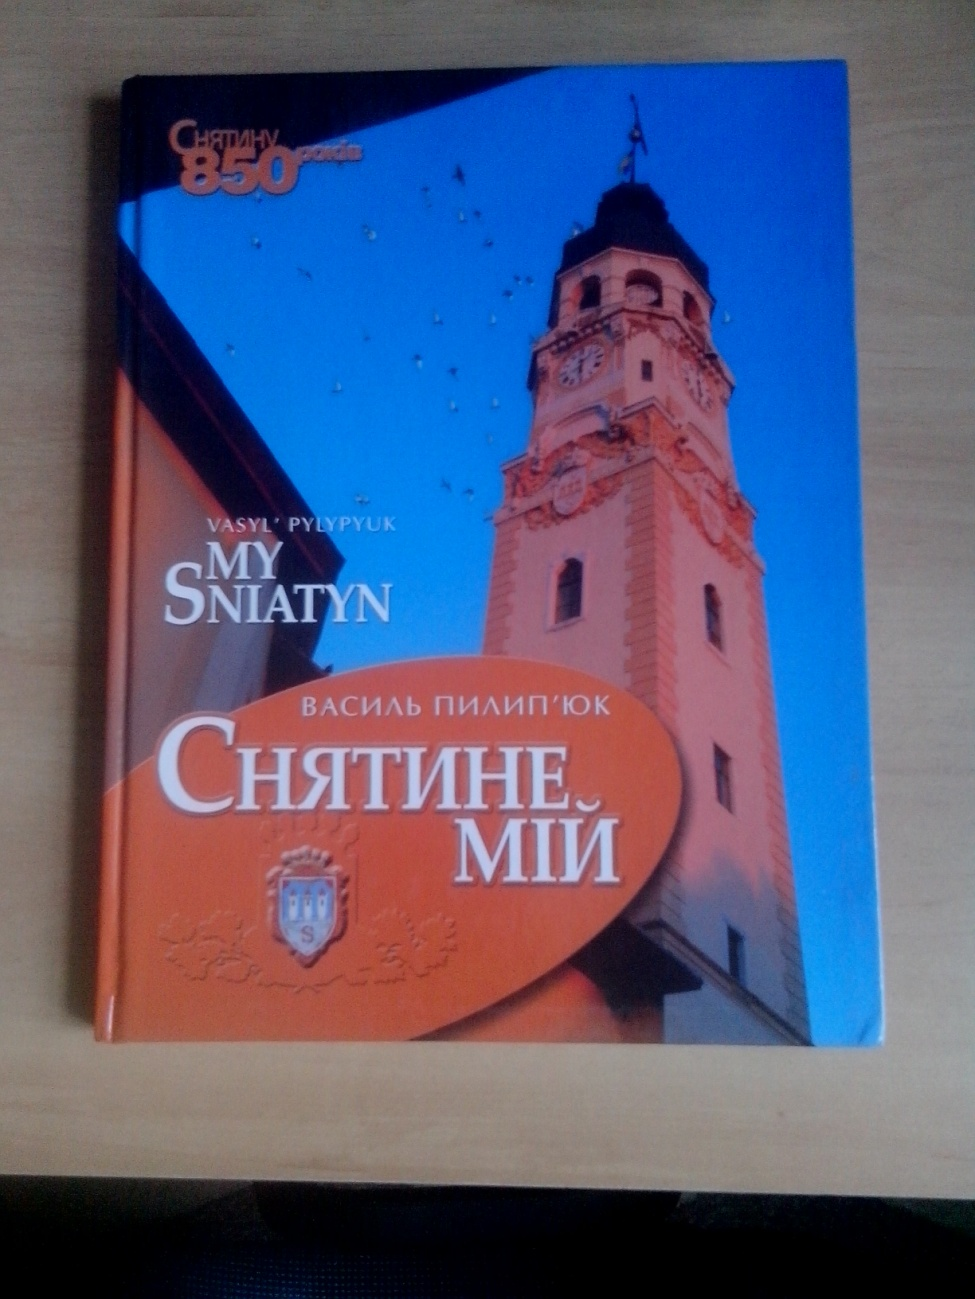 Снятину
850 років
VASYL' PYLYPYUK
MY
SNIATYN
ВАСИЛЬ ПИЛИП'ЮК
СНЯТИНЕ
МІЙ
S